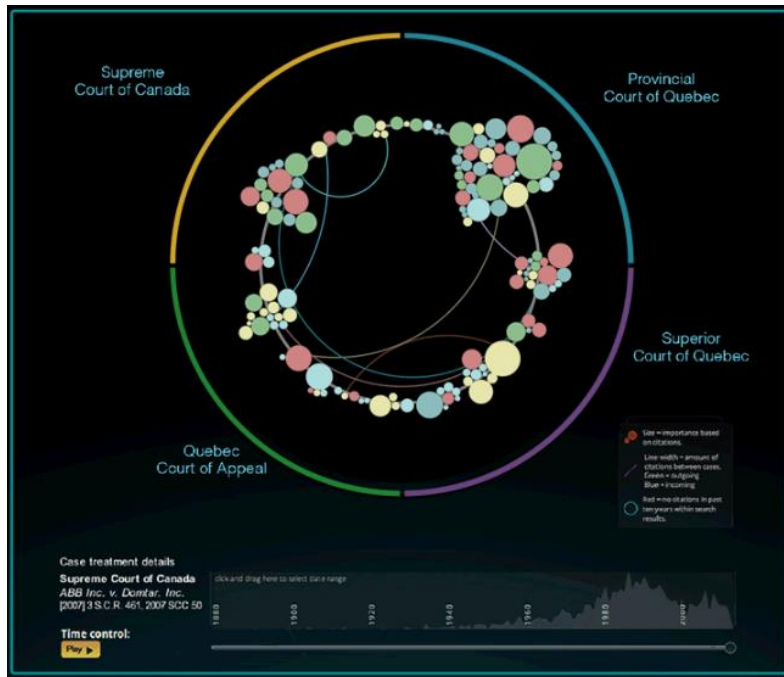 Supreme
Court of Canada
Provincial
Court of Quebec
Superior
Court of Quebec
Quebec
Court of Appeal
Size = importance based
on citations.
Line width = amount of
citations between cases.
Green = outgoing
Blue = incoming
Red = no citations in past
ten years within search
results.
Case treatment details
Supreme Court of Canada
ABB Inc. v. Domtar. Inc.
[2007] 3 S.C.R. 461, 2007 SCC 50
click and drag here to select date range
1880
1900
1920
1940
1960
1980
2000
Time control:
Play